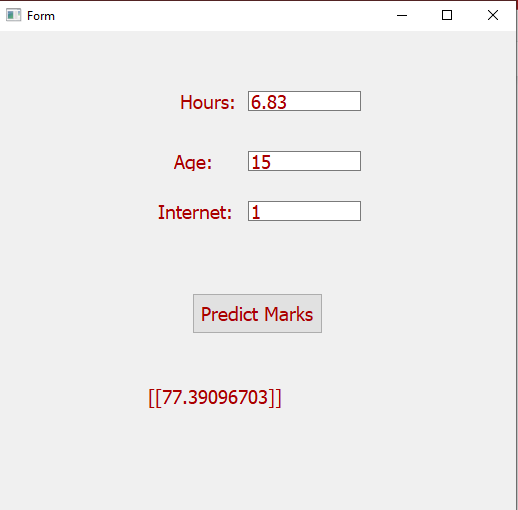 Form
Hours: 6.83
Age: 15
Internet: 1
Predict Marks
[[77.39096703]]